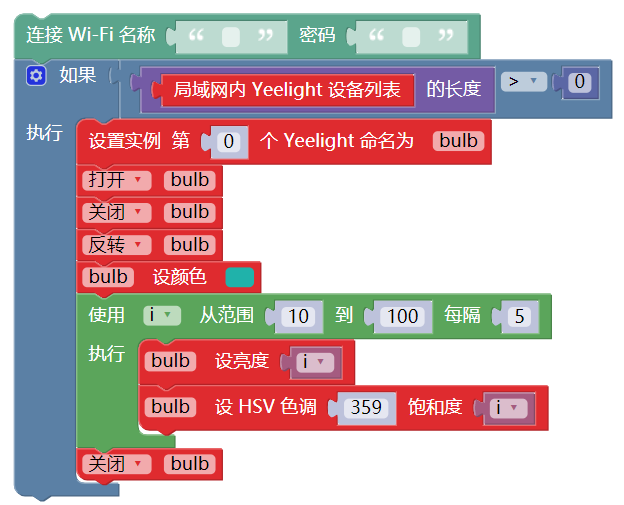 连接 Wi-Fi 名称 “ ” 密码 “ ”
如果 局域网内 Yeelight 设备列表 的长度 > 0
执行 设置实例 第 0 个 Yeelight 命名为 bulb
打开 bulb
关闭 bulb
反转 bulb
bulb 设颜色
使用 i 从范围 10 到 100 每隔 5
执行 bulb 设亮度 i
bulb 设 HSV 色调 359 饱和度 i
关闭 bulb